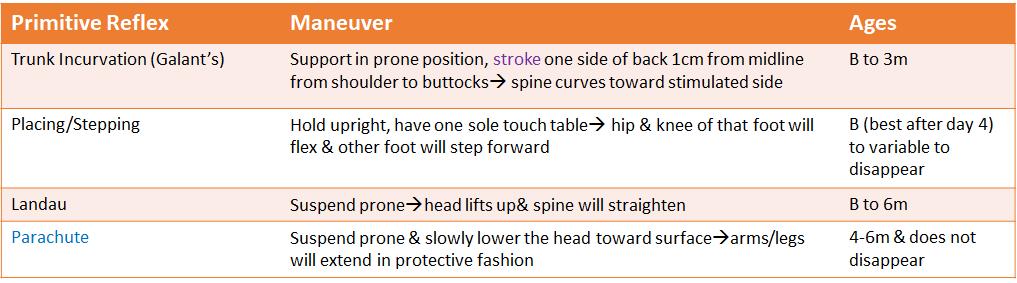 Primitive Reflex Maneuver Ages
Trunk Incurvation (Galant's) Support in prone position, stroke one side of back 1cm from midline B to 3m
from shoulder to buttocks→ spine curves toward stimulated side
Placing/Stepping Hold upright, have one sole touch table→ hip & knee of that foot will B (best after day 4)
flex & other foot will step forward to variable to
disappear
Landau Suspend prone→head lifts up& spine will straighten B to 6m
Parachute Suspend prone & slowly lower the head toward surface→arms/legs 4-6m & does not
will extend in protective fashion disappear